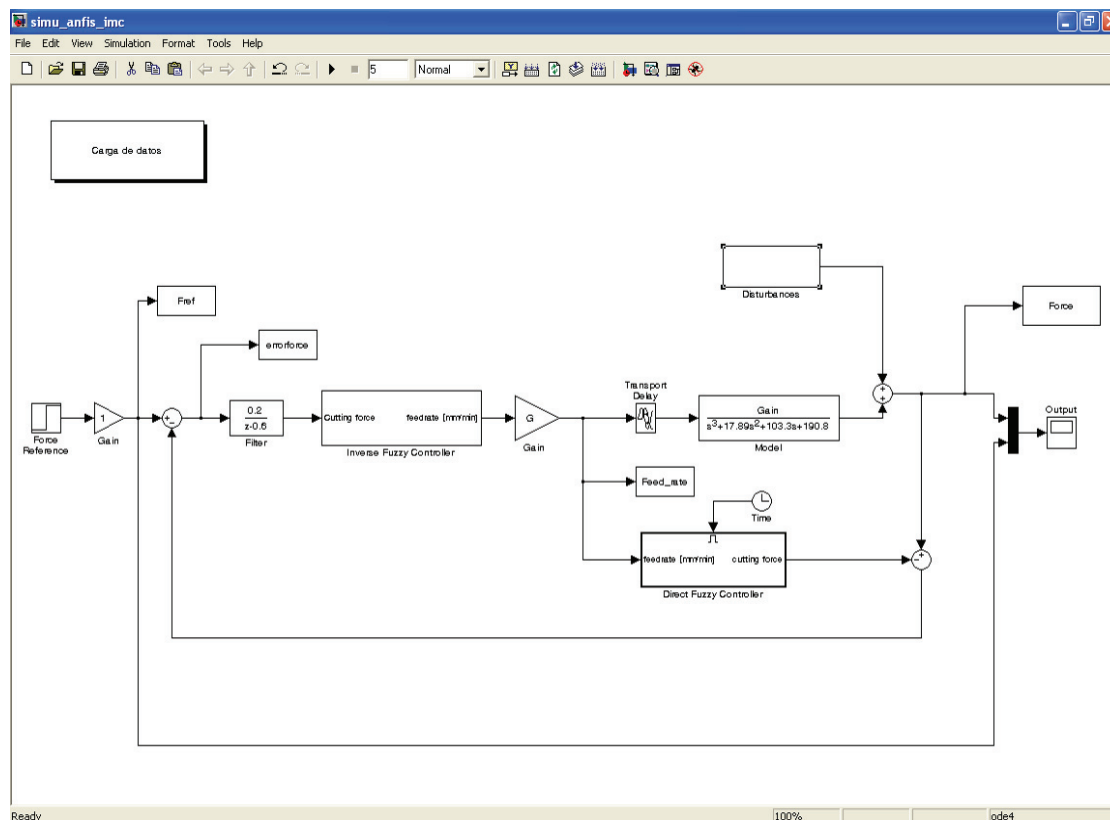 simu_anfis_imc
File Edit View Simulation Format Tools Help
5 Normal
Carga de datos
Disturbances
Fref
Force
errorforce
Transport
Delay
Force
Reference
1
Gain
0.2
z-0.6
Filter
Cutting force feedrate [mm/min]
Inverse Fuzzy Controller
G
Gain
Gain
s3+17.89s2+103.3s+190.8
Model
Output
Feed_rate
Time
feedrate [mm/min] cutting force
Direct Fuzzy Controller
Ready 100% ode4